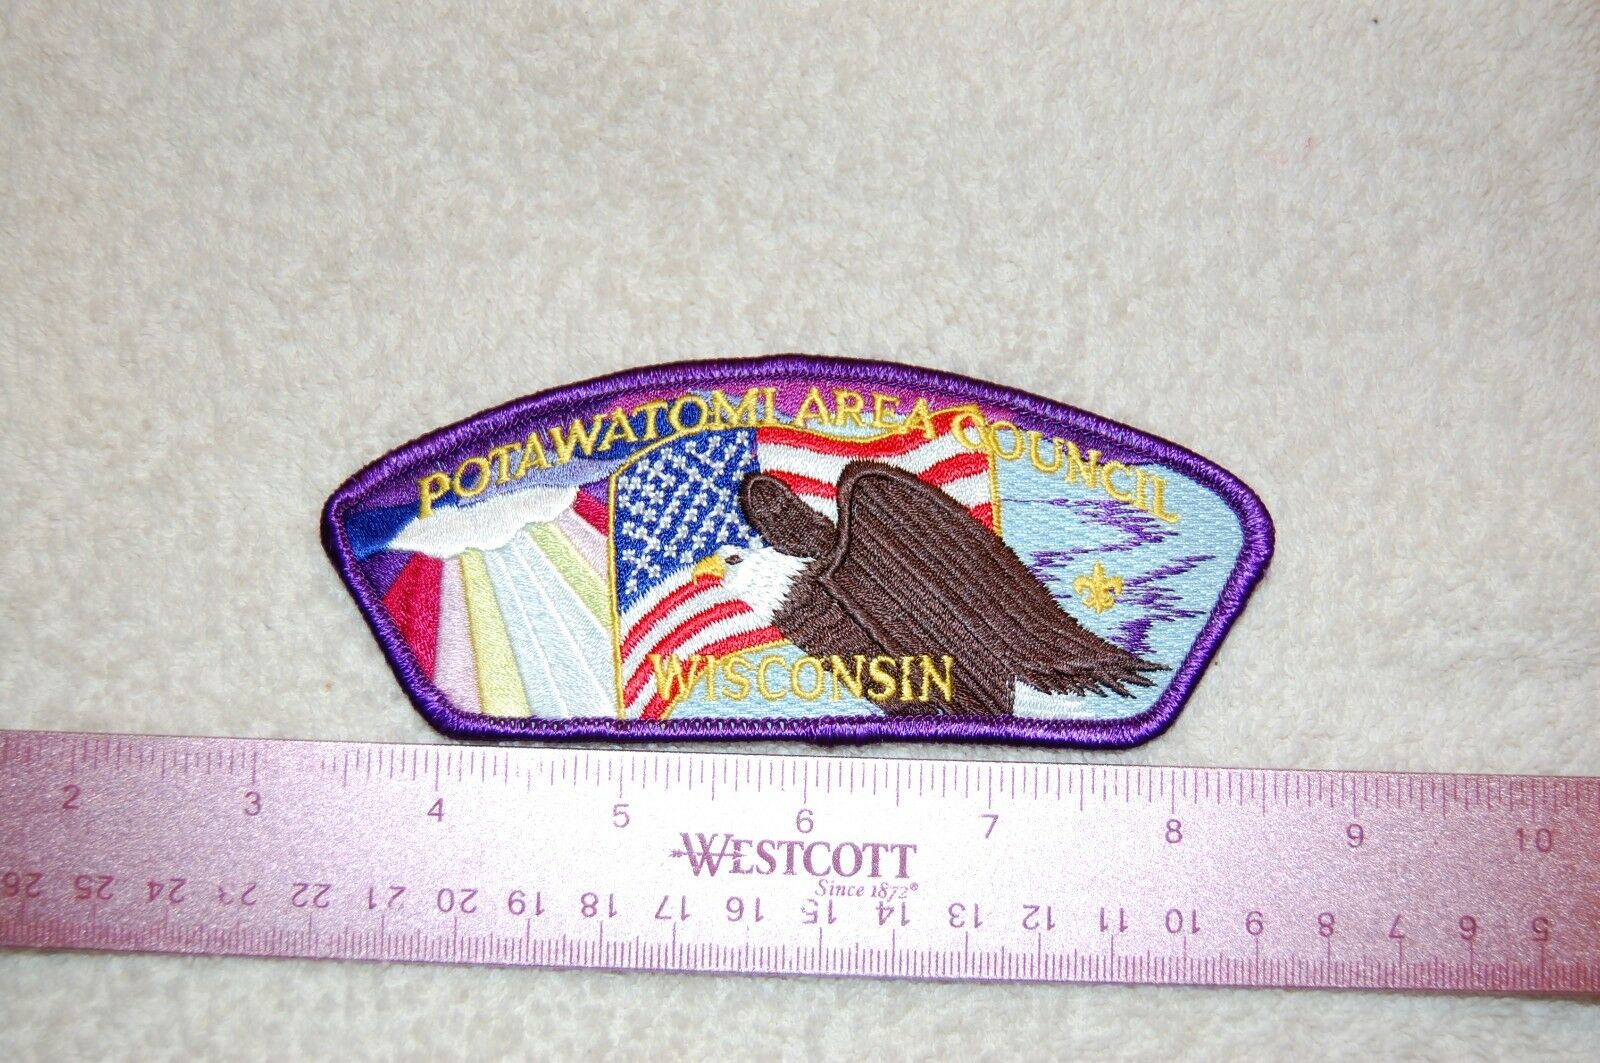 POTAWATOMI AREA COUNCIL
WISCONSIN
2 3 4 5 6 7 8 9 10
WESTCOTT
Since 1872®
26 25 24 23 22 21 20 19 18 17 16 15 14 13 12 11 10 9 8 7 6 5